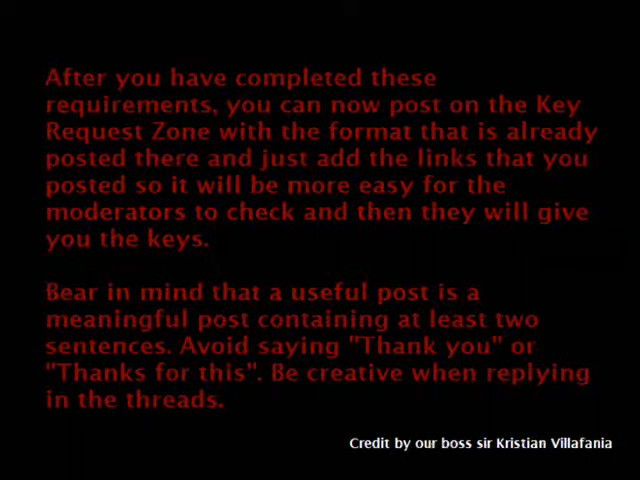 After you have completed these
requirements, you can now post on the Key
Request Zone with the format that is already
posted there and just add the links that you
posted so it will be more easy for the
moderators to check and then they will give
you the keys.
Bear in mind that a useful post is a
meaningful post containing at least two
sentences. Avoid saying "Thank you" or
"Thanks for this". Be creative when replying
in the threads.
Credit by our boss sir Kristian Villafania